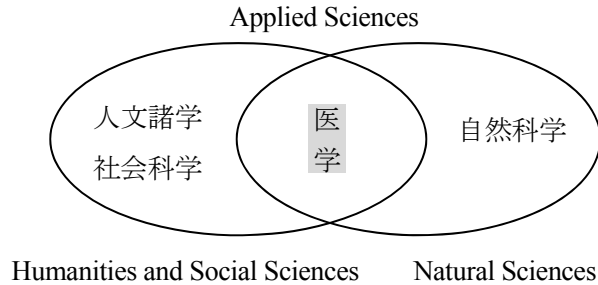 Applied Sciences
人文諸学
社会科学
医
学
自然科学
Humanities and Social Sciences
Natural Sciences